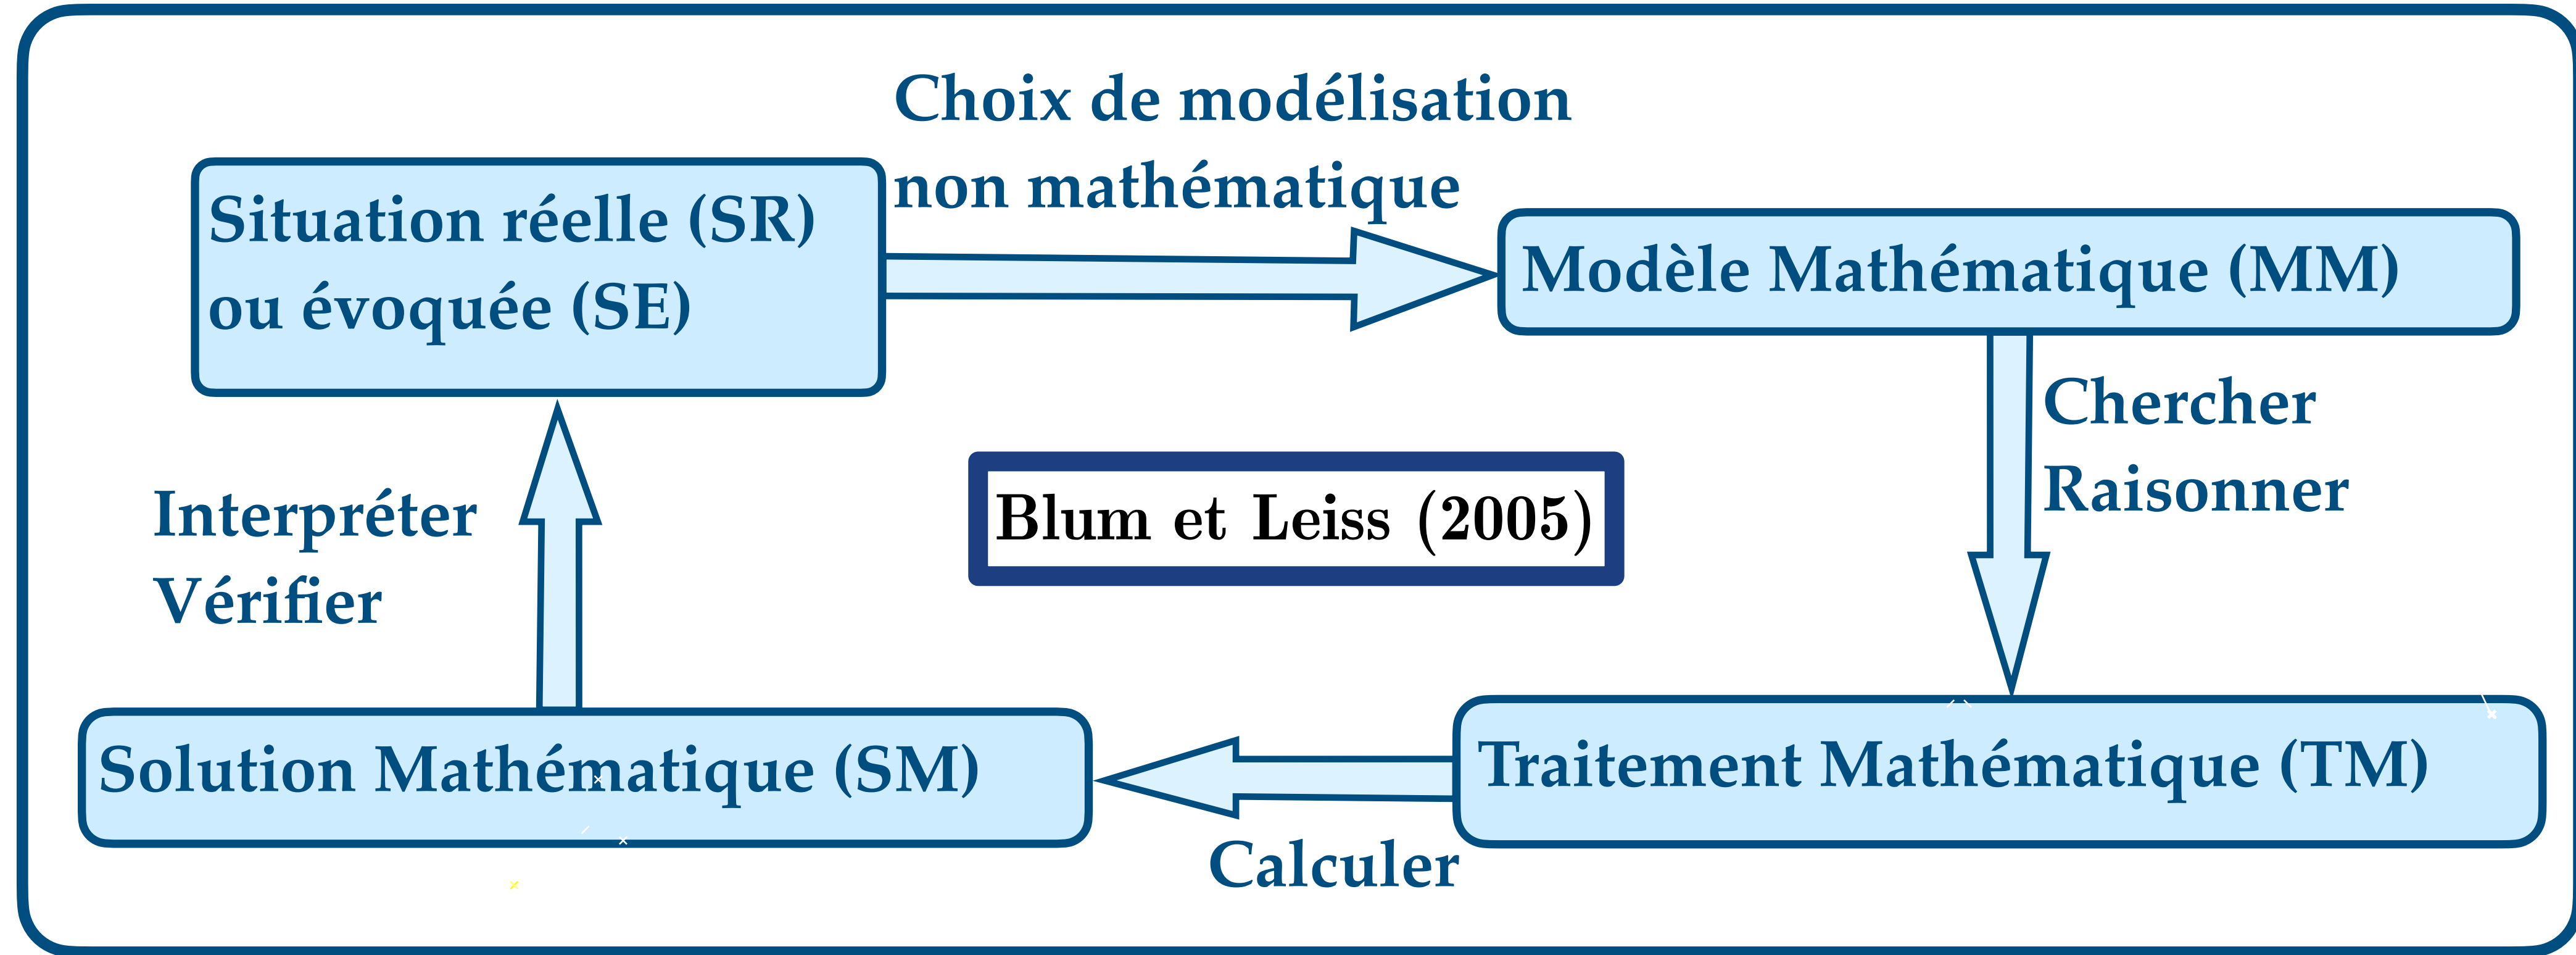 Choix de modélisation
non mathématique
Situation réelle (SR)
ou évoquée (SE)
Modèle Mathématique (MM)
Chercher
Raisonner
Blum et Leiss (2005)
Interpréter
Vérifier
Solution Mathématique (SM)
Traitement Mathématique (TM)
Calculer